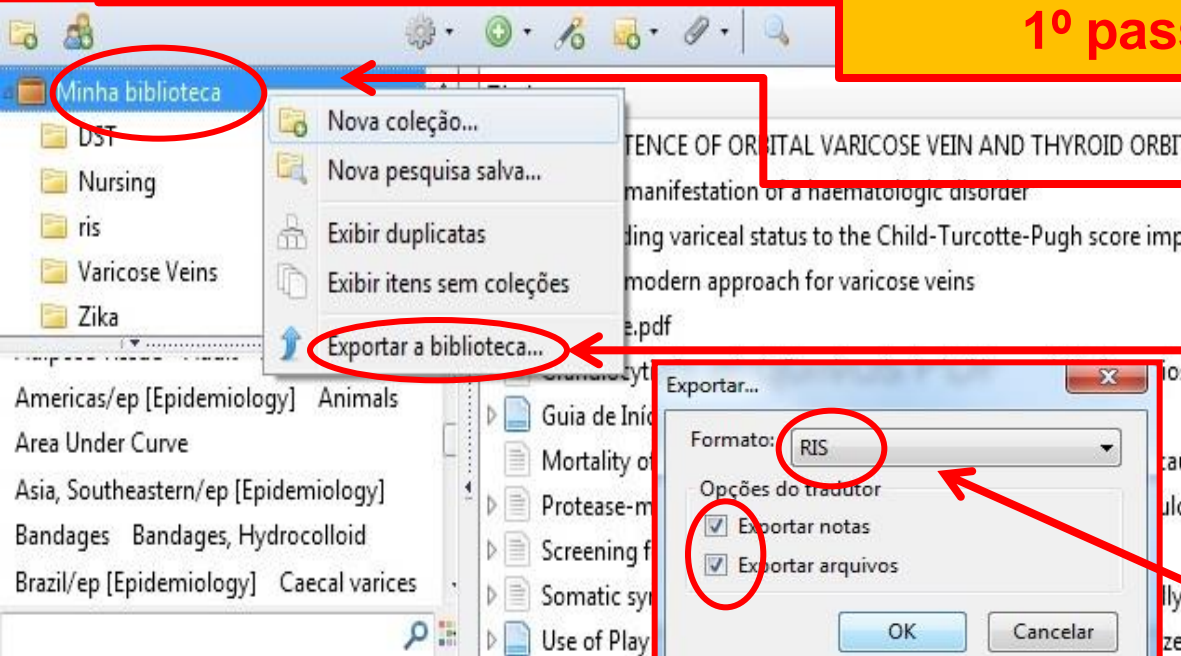 1º pas
Minha biblioteca
DST
Nursing
ris
Varicose Veins
Zika
Nova coleção...
Nova pesquisa salva...
Exibir duplicatas
Exibir itens sem coleções
Exportar a biblioteca...
TENCE OF ORBITAL VARICOSE VEIN AND THYROID ORBIT
manifestation of a haematologic disorder
ding variceal status to the Child-Turcotte-Pugh score imp
modern approach for varicose veins
e.pdf
Guia de Iníc
Mortality of
Protease-m
Screening f
Somatic syr
Use of Play
Americas/ep [Epidemiology] Animals
Area Under Curve
Asia, Southeastern/ep [Epidemiology]
Bandages Bandages, Hydrocolloid
Brazil/ep [Epidemiology] Caecal varices
Exportar...
Formato: RIS
Opções do tradutor
Exportar notas
Exportar arquivos
OK Cancelar